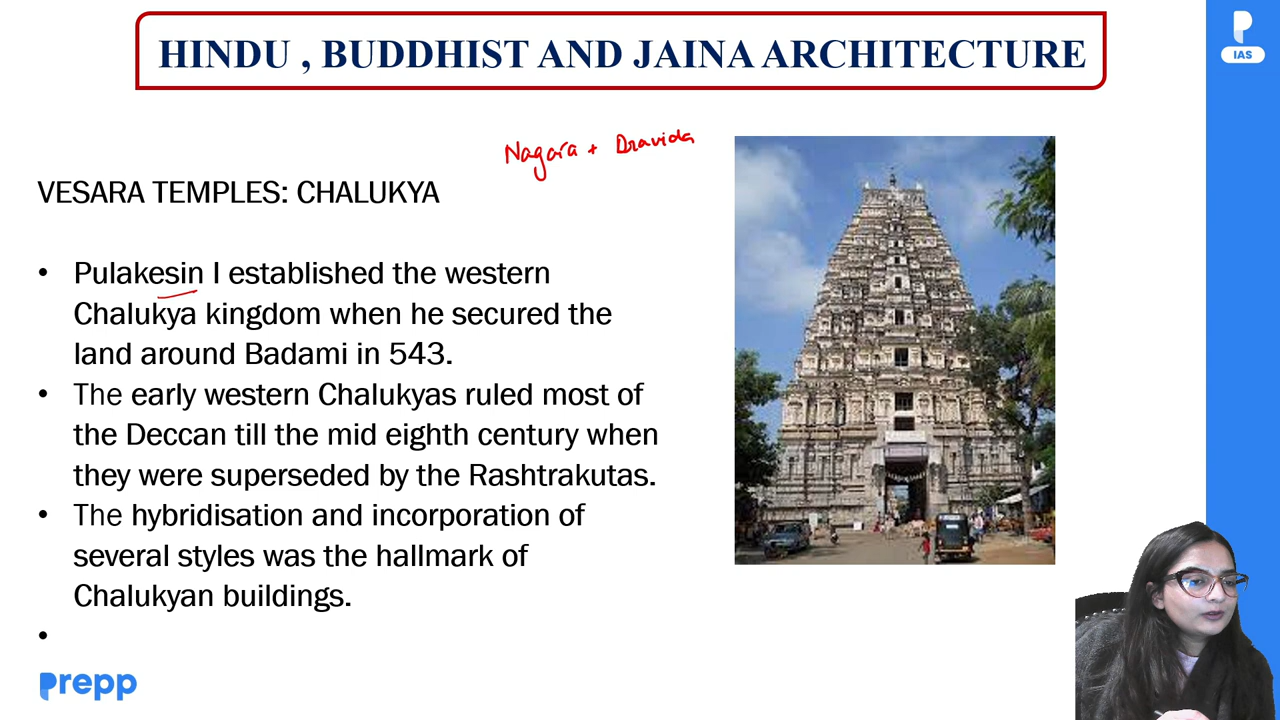 HINDU , BUDDHIST AND JAINA ARCHITECTURE
P
IAS
Nagara + Dravida
VESARA TEMPLES: CHALUKYA
• Pulakesin I established the western
Chalukya kingdom when he secured the
land around Badami in 543.
• The early western Chalukyas ruled most of
the Deccan till the mid eighth century when
they were superseded by the Rashtrakutas.
• The hybridisation and incorporation of
several styles was the hallmark of
Chalukyan buildings.
•
prepp